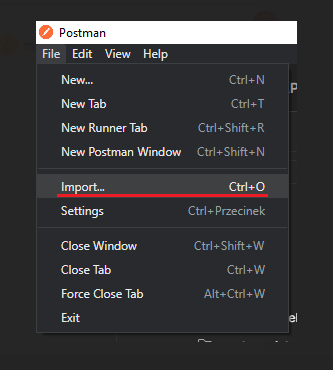 Postman
File Edit View Help
New... Ctrl+N
New Tab Ctrl+T
New Runner Tab Ctrl+Shift+R
New Postman Window Ctrl+Shift+N
Import... Ctrl+O
Settings Ctrl+Przecinek
Close Window Ctrl+Shift+W
Close Tab Ctrl+W
Force Close Tab Alt+Ctrl+W
Exit